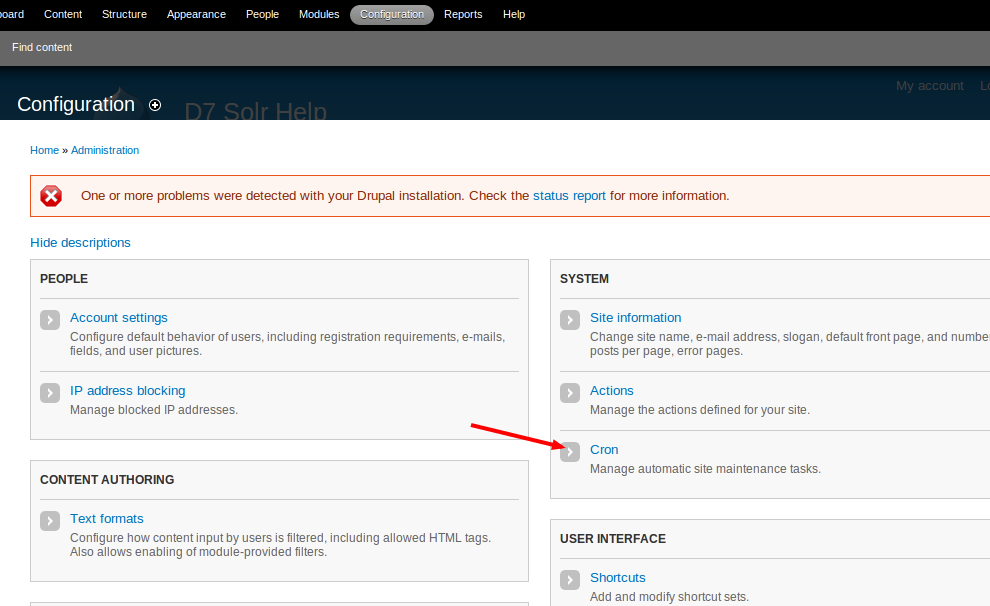 oard Content Structure Appearance People Modules Configuration Reports Help
Find content
My account
Configuration
D7 Solr Help
Home » Administration
One or more problems were detected with your Drupal installation. Check the status report for more information.
Hide descriptions
PEOPLE
Account settings
Configure default behavior of users, including registration requirements, e-mails,
fields, and user pictures.
IP address blocking
Manage blocked IP addresses.
CONTENT AUTHORING
Text formats
Configure how content input by users is filtered, including allowed HTML tags.
Also allows enabling of module-provided filters.
SYSTEM
Site information
Change site name, e-mail address, slogan, default front page, and numbe
posts per page, error pages.
Actions
Manage the actions defined for your site.
Cron
Manage automatic site maintenance tasks.
USER INTERFACE
Shortcuts
Add and modify shortcut sets.